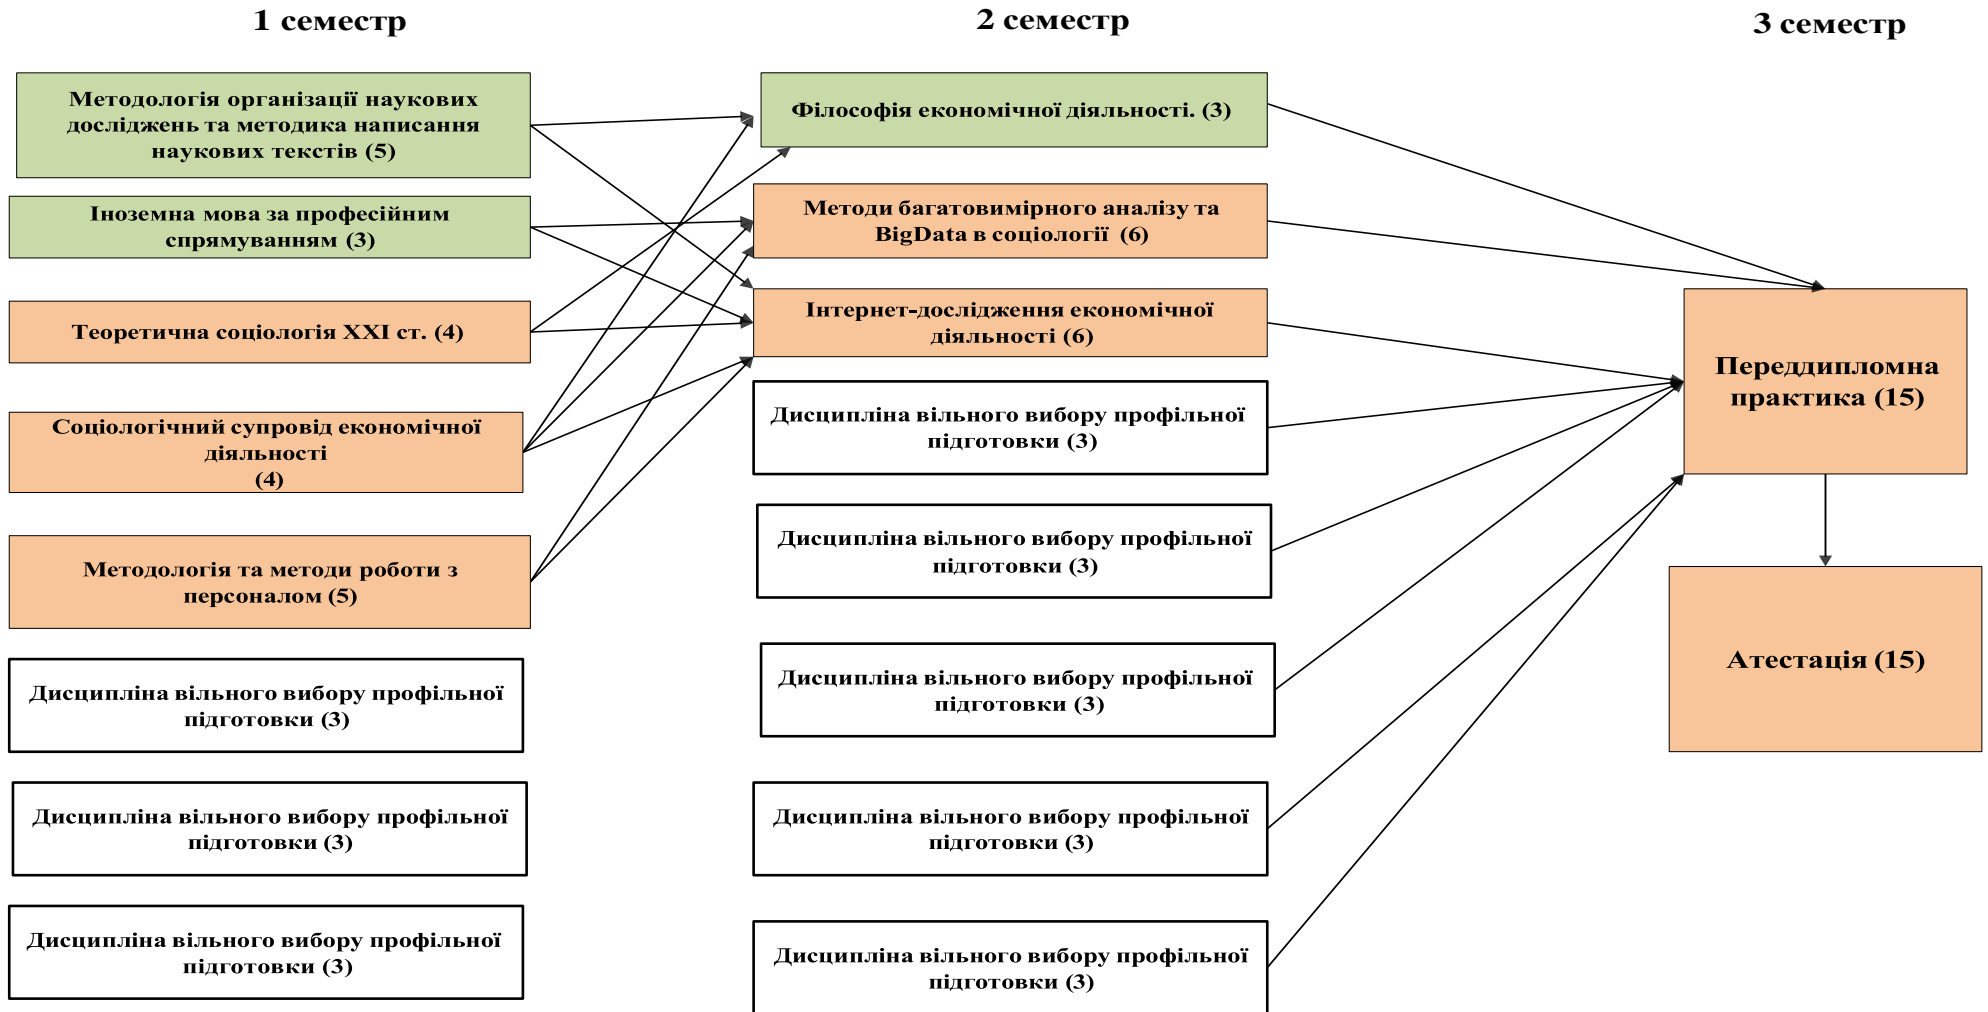 1 семестр
2 семестр
3 семестр
Методологія організації наукових
досліджень та методика написання
наукових текстів (5)
Іноземна мова за професійним
спрямуванням (3)
Теоретична соціологія XXI ст. (4)
Соціологічний супровід економічної
діяльності
(4)
Методологія та методи роботи з
персоналом (5)
Дисципліна вільного вибору профільної
підготовки (3)
Дисципліна вільного вибору профільної
підготовки (3)
Дисципліна вільного вибору профільної
підготовки (3)
Філософія економічної діяльності. (3)
Методи багатовимірного аналізу та
BigData в соціології (6)
Інтернет-дослідження економічної
діяльності (6)
Дисципліна вільного вибору профільної
підготовки (3)
Дисципліна вільного вибору профільної
підготовки (3)
Дисципліна вільного вибору профільної
підготовки (3)
Дисципліна вільного вибору профільної
підготовки (3)
Дисципліна вільного вибору профільної
підготовки (3)
Переддипломна
практика (15)
Атестація (15)